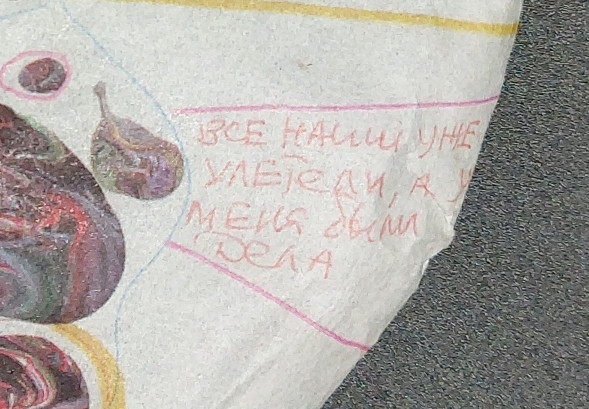 ВСЕ НАШИ УЖЕ
УЛЕТЕЛИ, А У
МЕНЯ были
Дела